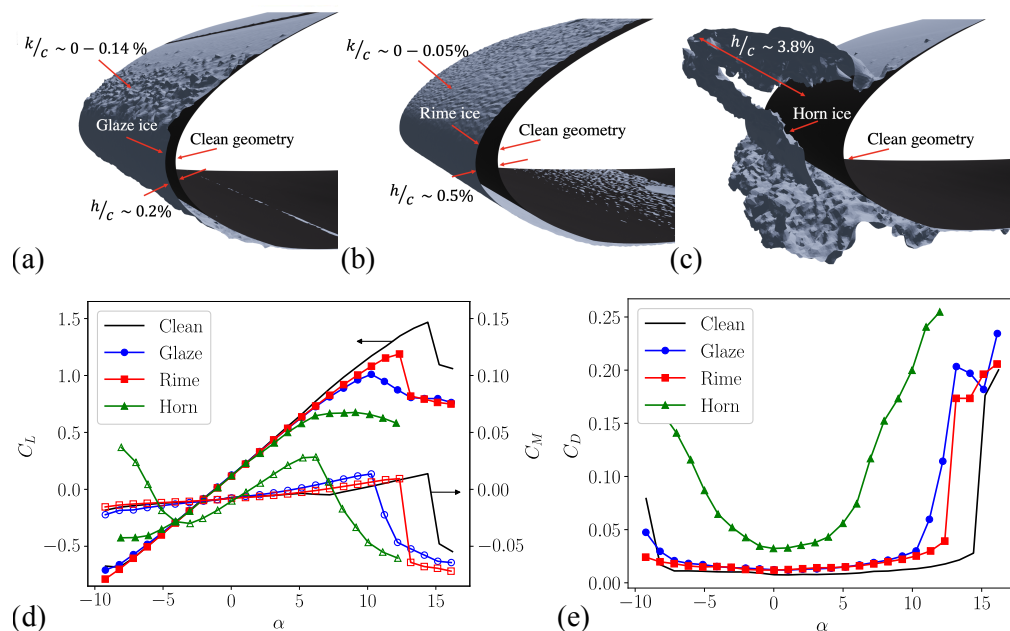 k/c ~ 0 – 0.14 %
Glaze ice
Clean geometry
h/c ~ 0.2%
(a)
k/c ~ 0 – 0.05%
Rime ice
Clean geometry
h/c ~ 0.5%
(b)
h/c ~ 3.8%
Horn ice
Clean geometry
(c)
1.5
1.0
0.5
0.0
−0.5
C_L
Clean
Glaze
Rime
Horn
0.15
0.10
0.05
0.00
−0.05
C_M
−10 −5 0 5 10 15
α
(d)
0.25
0.20
0.15
0.10
0.05
0.00
C_D
Clean
Glaze
Rime
Horn
−10 −5 0 5 10 15
α
(e)